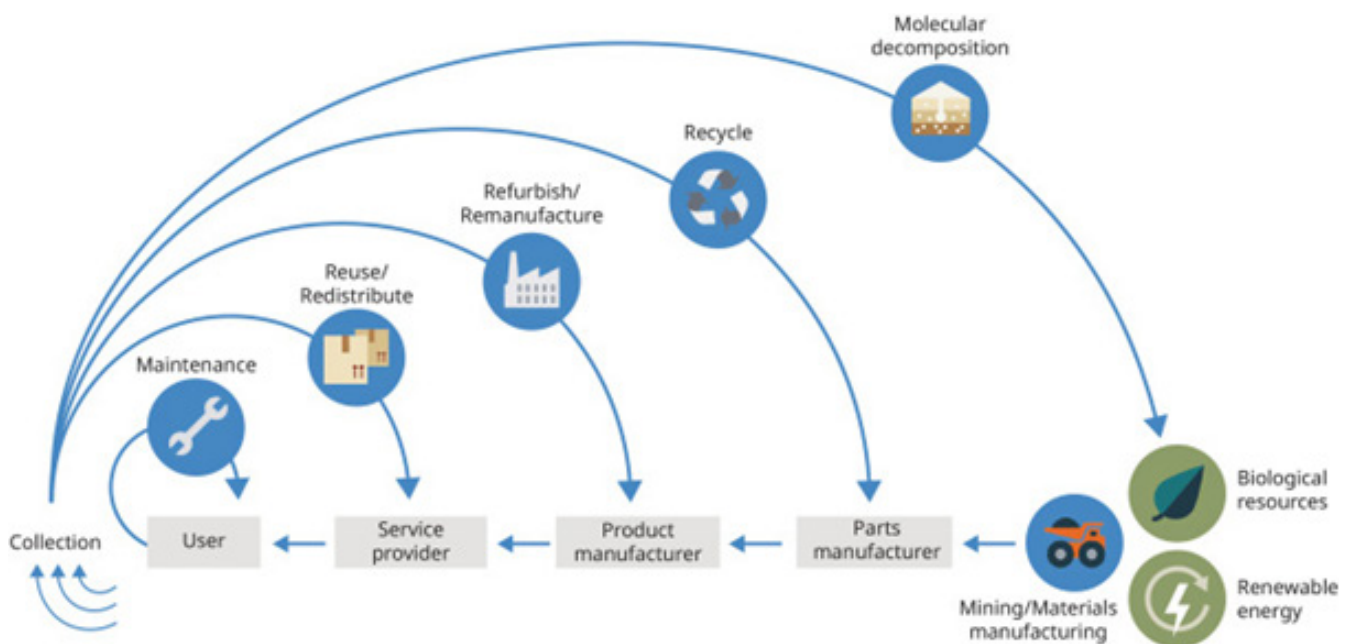 Molecular
decomposition
Recycle
Refurbish/
Remanufacture
Reuse/
Redistribute
Maintenance
Biological
resources
Collection
User
Service
provider
Product
manufacturer
Parts
manufacturer
Mining/Materials
manufacturing
Renewable
energy